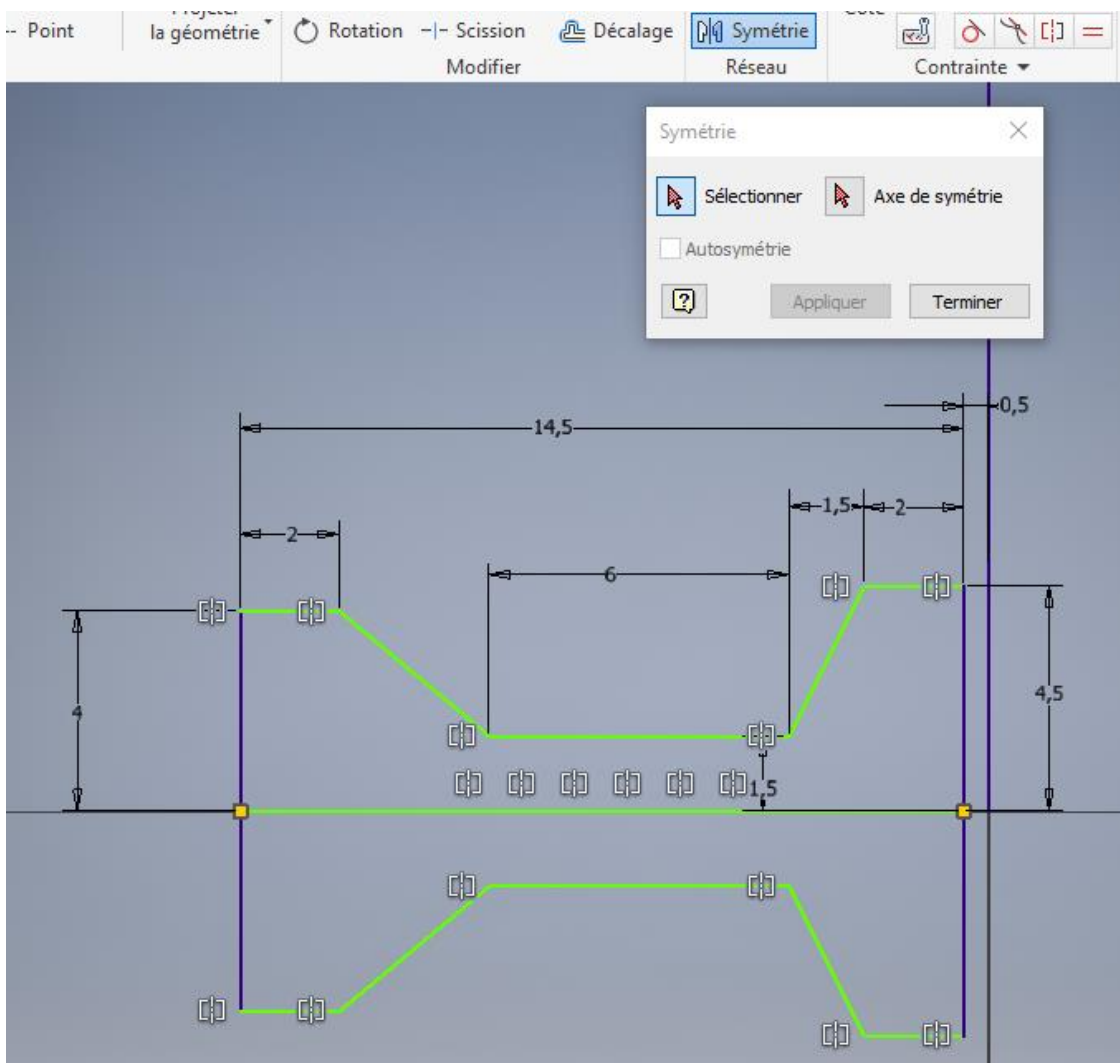 Projeter
Point
la géométrie
Rotation
Scission
Décalage
Symétrie
Modifier
Réseau
Contrainte
Symétrie
Sélectionner
Axe de symétrie
Autosymétrie
?
Appliquer
Terminer
0,5
14,5
1,5
2
2
6
4
4,5
1,5